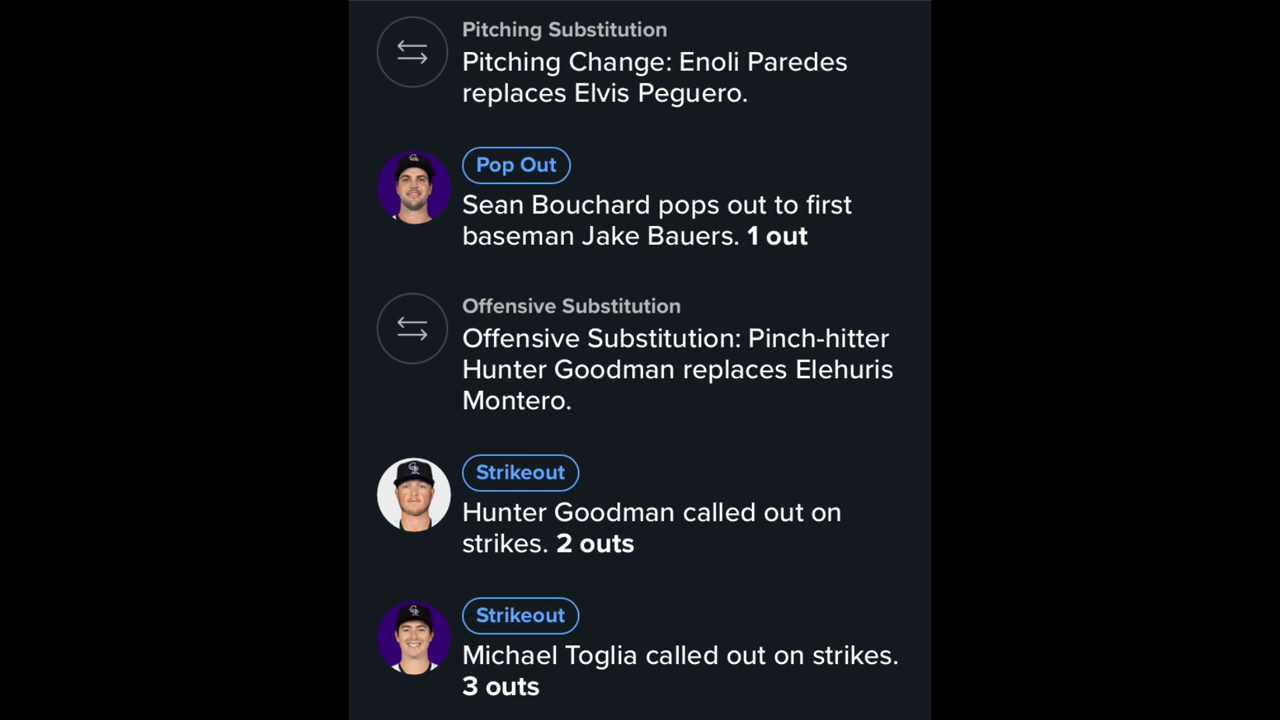 Pitching Substitution
Pitching Change: Enoli Paredes
replaces Elvis Peguero.
Pop Out
Sean Bouchard pops out to first
baseman Jake Bauers. 1 out
Offensive Substitution
Offensive Substitution: Pinch-hitter
Hunter Goodman replaces Elehuris
Montero.
Strikeout
Hunter Goodman called out on
strikes. 2 outs
Strikeout
Michael Toglia called out on strikes.
3 outs